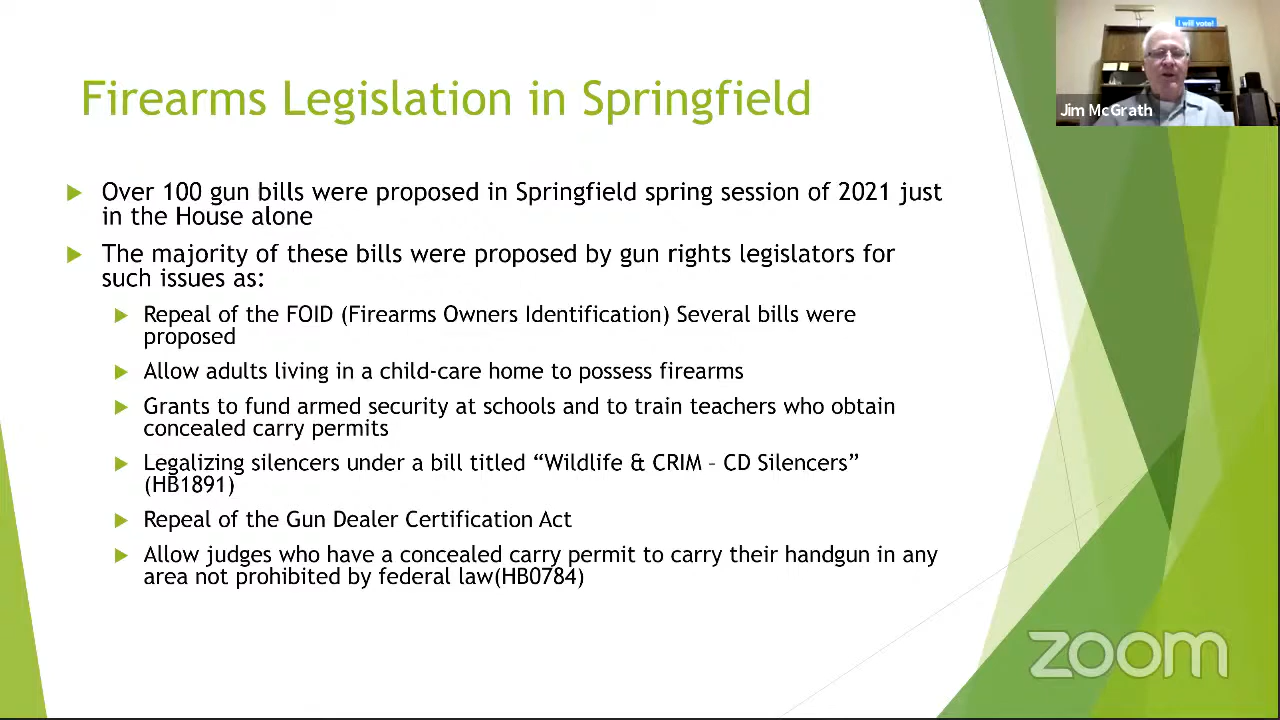 Firearms Legislation in Springfield
I will vote!
Jim McGrath
Over 100 gun bills were proposed in Springfield spring session of 2021 just
in the House alone
The majority of these bills were proposed by gun rights legislators for
such issues as:
Repeal of the FOID (Firearms Owners Identification) Several bills were
proposed
Allow adults living in a child-care home to possess firearms
Grants to fund armed security at schools and to train teachers who obtain
concealed carry permits
Legalizing silencers under a bill titled “Wildlife & CRIM – CD Silencers”
(HB1891)
Repeal of the Gun Dealer Certification Act
Allow judges who have a concealed carry permit to carry their handgun in any
area not prohibited by federal law(HB0784)
zoom